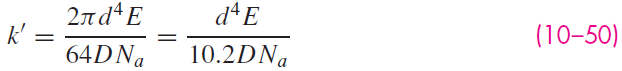 k′ = 2πd⁴E / 64DNₐ = d⁴E / 10.2DNₐ (10–50)